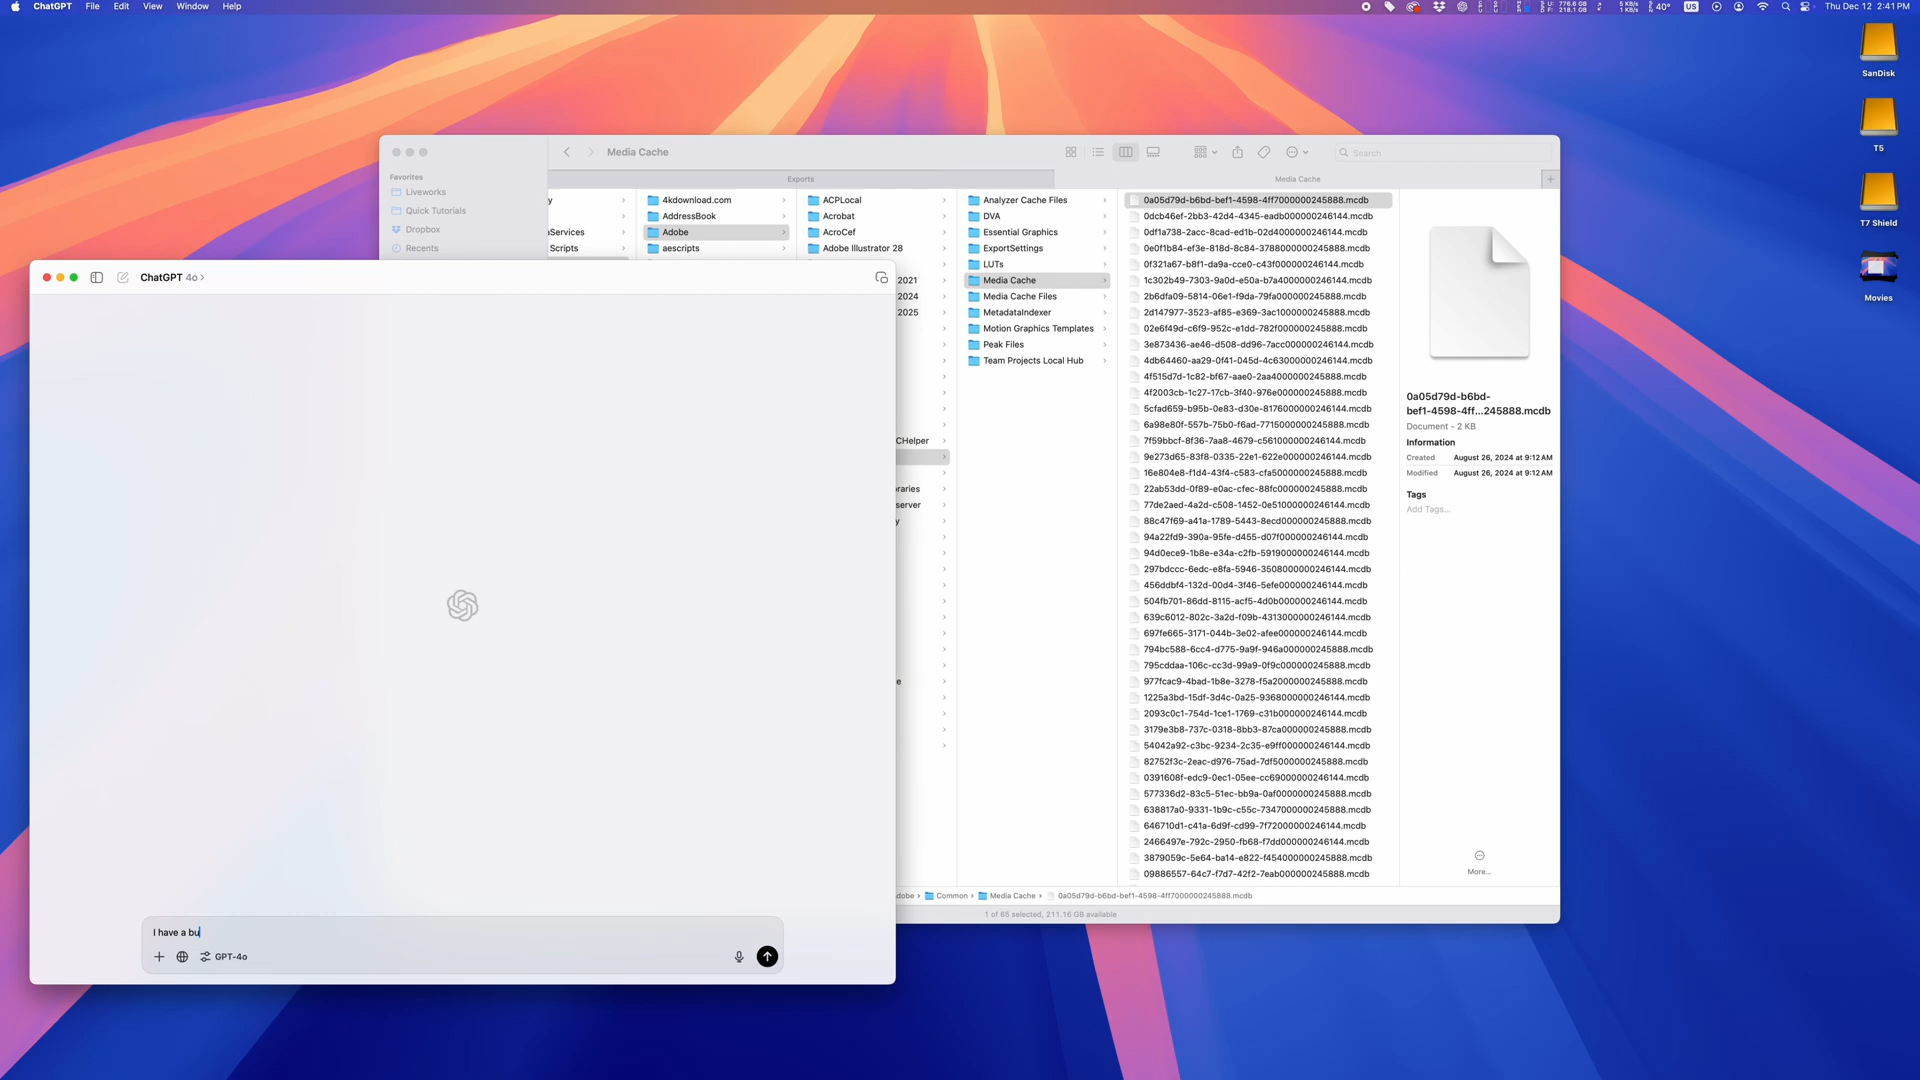 ChatGPT File Edit View Window Help
US 40° Thu Dec 12 2:41 PM
SanDisk
T5
T7 Shield
Movies
Media Cache
Search
Exports
Media Cache
Favorites
Liveworks
Quick Tutorials
Dropbox
Recents
y
Services
Scripts
4kdownload.com
AddressBook
Adobe
aescripts
ACPLocal
Acrobat
AcroCef
Adobe Illustrator 28
2021
2024
2025
CHelper
raries
server
y
e
Analyzer Cache Files
DVA
Essential Graphics
ExportSettings
LUTs
Media Cache
Media Cache Files
MetadataIndexer
Motion Graphics Templates
Peak Files
Team Projects Local Hub
0a05d79d-b6bd-bef1-4598-4ff7000000245888.mcdb
0dcb46ef-2bb3-42d4-4345-eadb000000246144.mcdb
0df1a738-2acc-8cad-ed1b-02d4000000246144.mcdb
0e0f1b84-ef3e-818d-8c84-3788000000245888.mcdb
0f321a67-b8f1-da9a-cce0-c43f000000246144.mcdb
1c302b49-7303-9a0d-e50a-b7a4000000246144.mcdb
2b6dfa09-5814-06e1-f9da-79fa000000245888.mcdb
2d147977-3523-af85-e369-3ac1000000245888.mcdb
02e6f49d-c6f9-952c-e1dd-782f000000245888.mcdb
3e873436-ae46-d508-dd96-7acc000000246144.mcdb
4db64460-aa29-0f41-045d-4c63000000246144.mcdb
4f515d7d-1c82-bf67-aae0-2aa4000000245888.mcdb
4f2003cb-1c27-17cb-3f40-976e000000245888.mcdb
5cfad659-b95b-0e83-d30e-8176000000246144.mcdb
6a98e80f-557b-75b0-f6ad-7715000000245888.mcdb
7f59bbcf-8f36-7aa8-4679-c561000000246144.mcdb
9e273d65-83f8-0335-22e1-622e000000246144.mcdb
16e804e8-f1d4-43f4-c583-cfa5000000245888.mcdb
22ab53dd-0f89-e0ac-cfec-88fc000000245888.mcdb
77de2aed-4a2d-c508-1452-0e51000000246144.mcdb
88c47f69-a41a-1789-5443-8ecd000000245888.mcdb
94a22fd9-390a-95fe-d455-d07f000000246144.mcdb
94d0ece9-1b8e-e34a-c2fb-5919000000246144.mcdb
297bdccc-6edc-e8fa-5946-3508000000246144.mcdb
456ddbf4-132d-00d4-3f46-5efe000000246144.mcdb
504fb701-86dd-8115-acf5-4d0b000000246144.mcdb
639c6012-802c-3a2d-f09b-4313000000246144.mcdb
697fe665-3171-044b-3e02-afee000000246144.mcdb
794bc588-6cc4-d775-9a9f-946a000000245888.mcdb
795cddaa-106c-cc3d-99a9-0f9c000000245888.mcdb
977fcac9-4bad-1b8e-3278-f5a2000000245888.mcdb
1225a3bd-15df-3d4c-0a25-9368000000246144.mcdb
2093c0c1-754d-1ce1-1769-c31b000000246144.mcdb
3179e3b8-737c-0318-8bb3-87ca000000245888.mcdb
54042a92-c3bc-9234-2c35-e9ff000000246144.mcdb
82752f3c-2eac-d976-75ad-7df5000000245888.mcdb
0391608f-edc9-0ec1-05ee-cc69000000246144.mcdb
577336d2-83c5-51ec-bb9a-0af0000000245888.mcdb
638817a0-9331-1b9c-c55c-7347000000245888.mcdb
646710d1-c41a-6d9f-cd99-7f72000000246144.mcdb
2466497e-792c-2950-fb68-f7dd000000246144.mcdb
3879059c-5e64-ba14-e822-f454000000245888.mcdb
09886557-64c7-f7d7-42f2-7eab000000245888.mcdb
0a05d79d-b6bd-
bef1-4598-4ff...245888.mcdb
Document - 2 KB
Information
Created August 26, 2024 at 9:12 AM
Modified August 26, 2024 at 9:12 AM
Tags
Add Tags...
More...
dobe › Common › Media Cache › 0a05d79d-b6bd-bef1-4598-4ff7000000245888.mcdb
1 of 65 selected, 211.16 GB available
ChatGPT 4o ›
I have a bu
GPT-4o